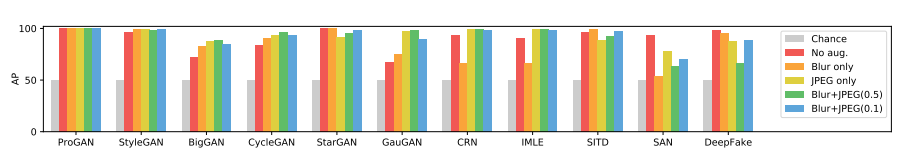 100
50
0
AP
ProGAN StyleGAN BigGAN CycleGAN StarGAN GauGAN CRN IMLE SITD SAN DeepFake
Chance
No aug.
Blur only
JPEG only
Blur+JPEG(0.5)
Blur+JPEG(0.1)